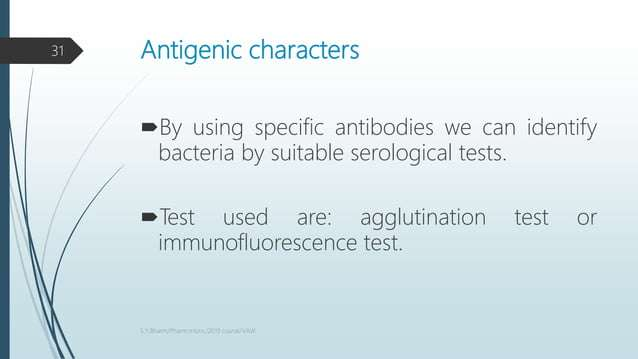 31
Antigenic characters
By using specific antibodies we can identify
bacteria by suitable serological tests.
Test used are: agglutination test or
immunofluorescence test.